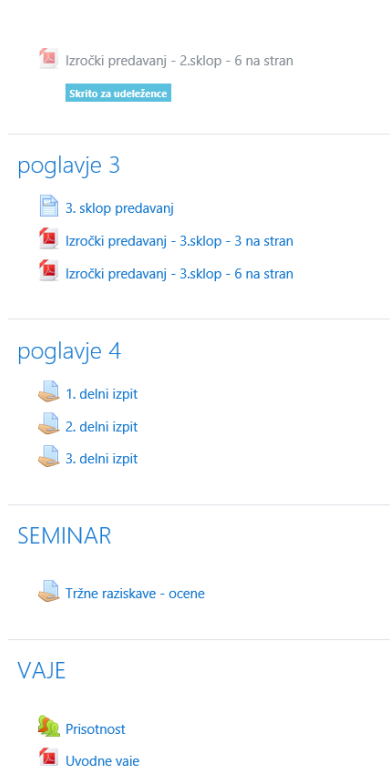 Izročki predavanj - 2.sklop - 6 na stran
Skrito za udeležence
poglavje 3
3. sklop predavanj
Izročki predavanj - 3.sklop - 3 na stran
Izročki predavanj - 3.sklop - 6 na stran
poglavje 4
1. delni izpit
2. delni izpit
3. delni izpit
SEMINAR
Tržne raziskave - ocene
VAJE
Prisotnost
Uvodne vaje